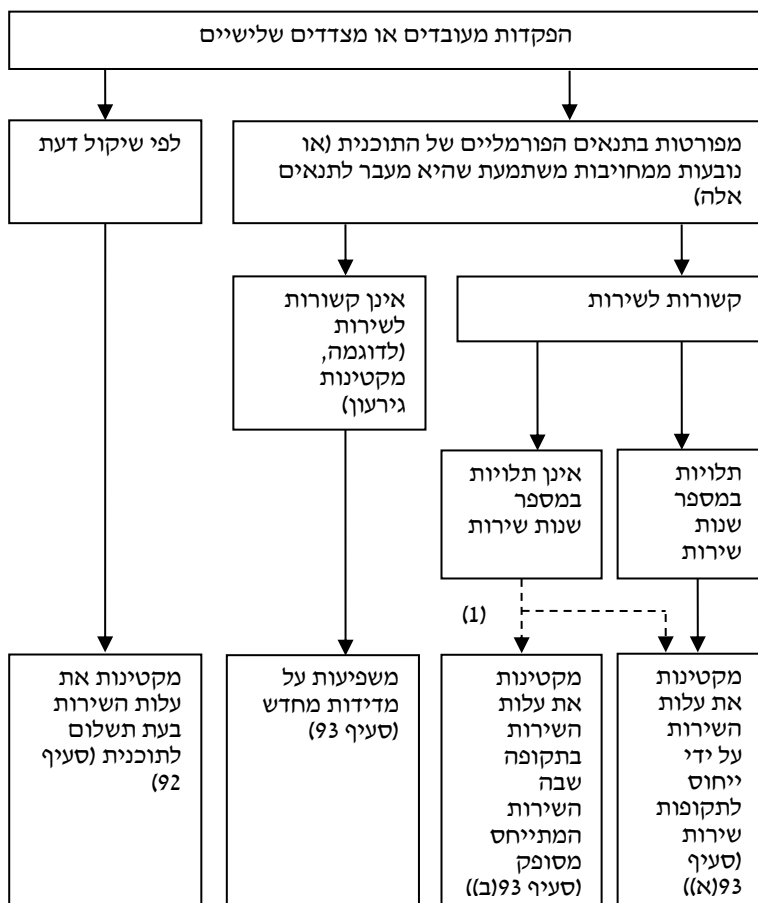 הפקדות מעובדים או מצדדים שלישיים
מפורטות בתנאים הפורמליים של התוכנית (או
נובעות ממחויבות משתמעת שהיא מעבר לתנאים
אלה)
לפי שיקול דעת
קשורות לשירות
אינן קשורות
לשירות
(לדוגמה,
מקטינות
גירעון)
תלויות
במספר
שנות
שירות
אינן תלויות
במספר
שנות שירות
(1)
מקטינות
את עלות
השירות
על ידי
ייחוס
לתקופות
שירות
(סעיף
93(א))
מקטינות
את עלות
השירות
בתקופה
שבה
השירות
המתייחס
מסופק
(סעיף 93(ב))
משפיעות על
מדידות מחדש
(סעיף 93)
מקטינות את
עלות השירות
בעת תשלום
לתוכנית (סעיף
92)